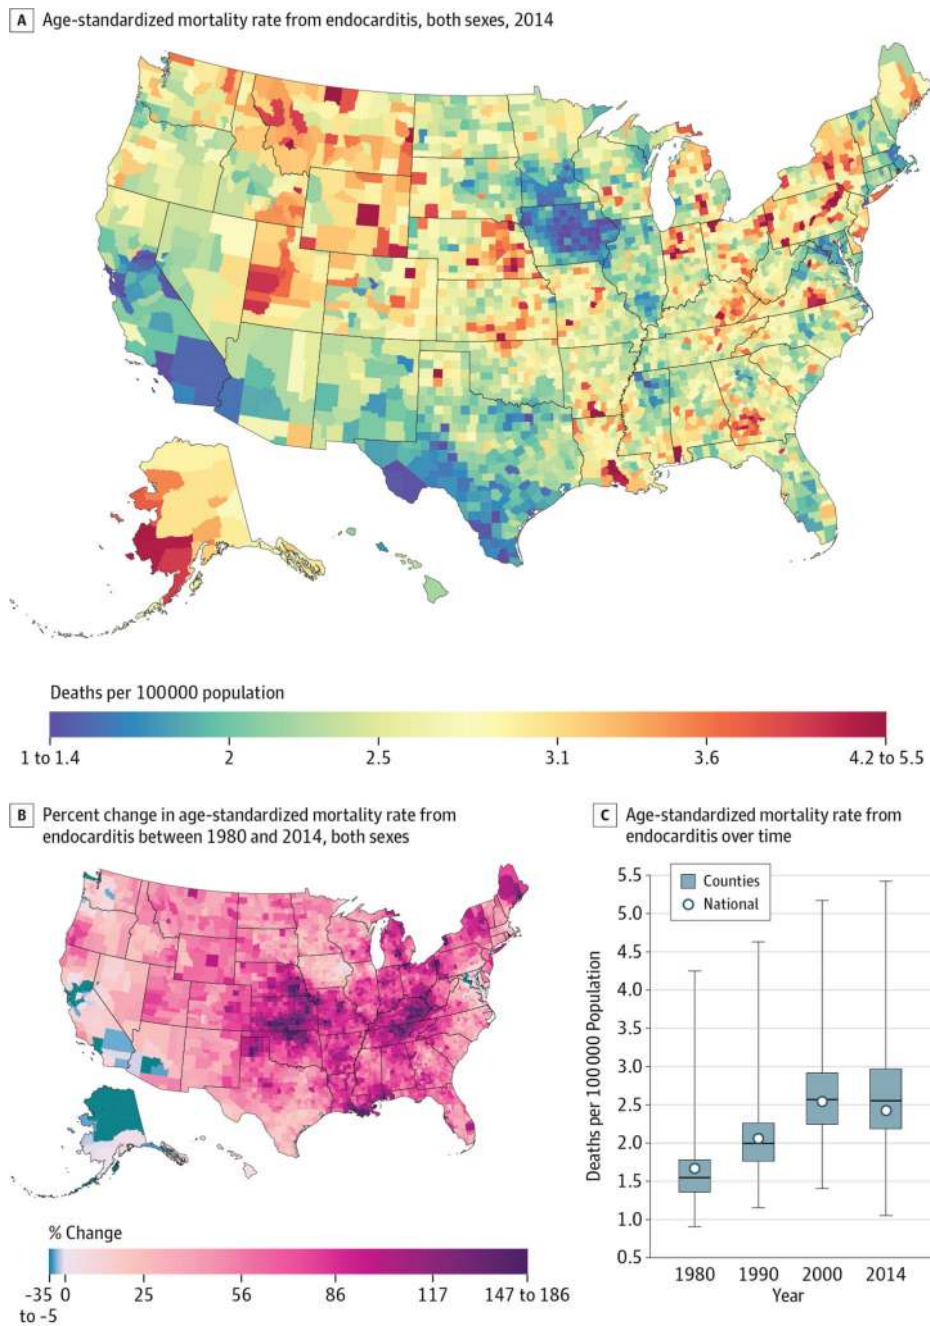 A Age-standardized mortality rate from endocarditis, both sexes, 2014
Deaths per 100 000 population
1 to 1.4 2 2.5 3.1 3.6 4.2 to 5.5
B Percent change in age-standardized mortality rate from
endocarditis between 1980 and 2014, both sexes
% Change
-35 0 25 56 86 117 147 to 186
to -5
C Age-standardized mortality rate from
endocarditis over time
Counties
National
Deaths per 100 000 Population
5.5
5.0
4.5
4.0
3.5
3.0
2.5
2.0
1.5
1.0
0.5
1980 1990 2000 2014
Year